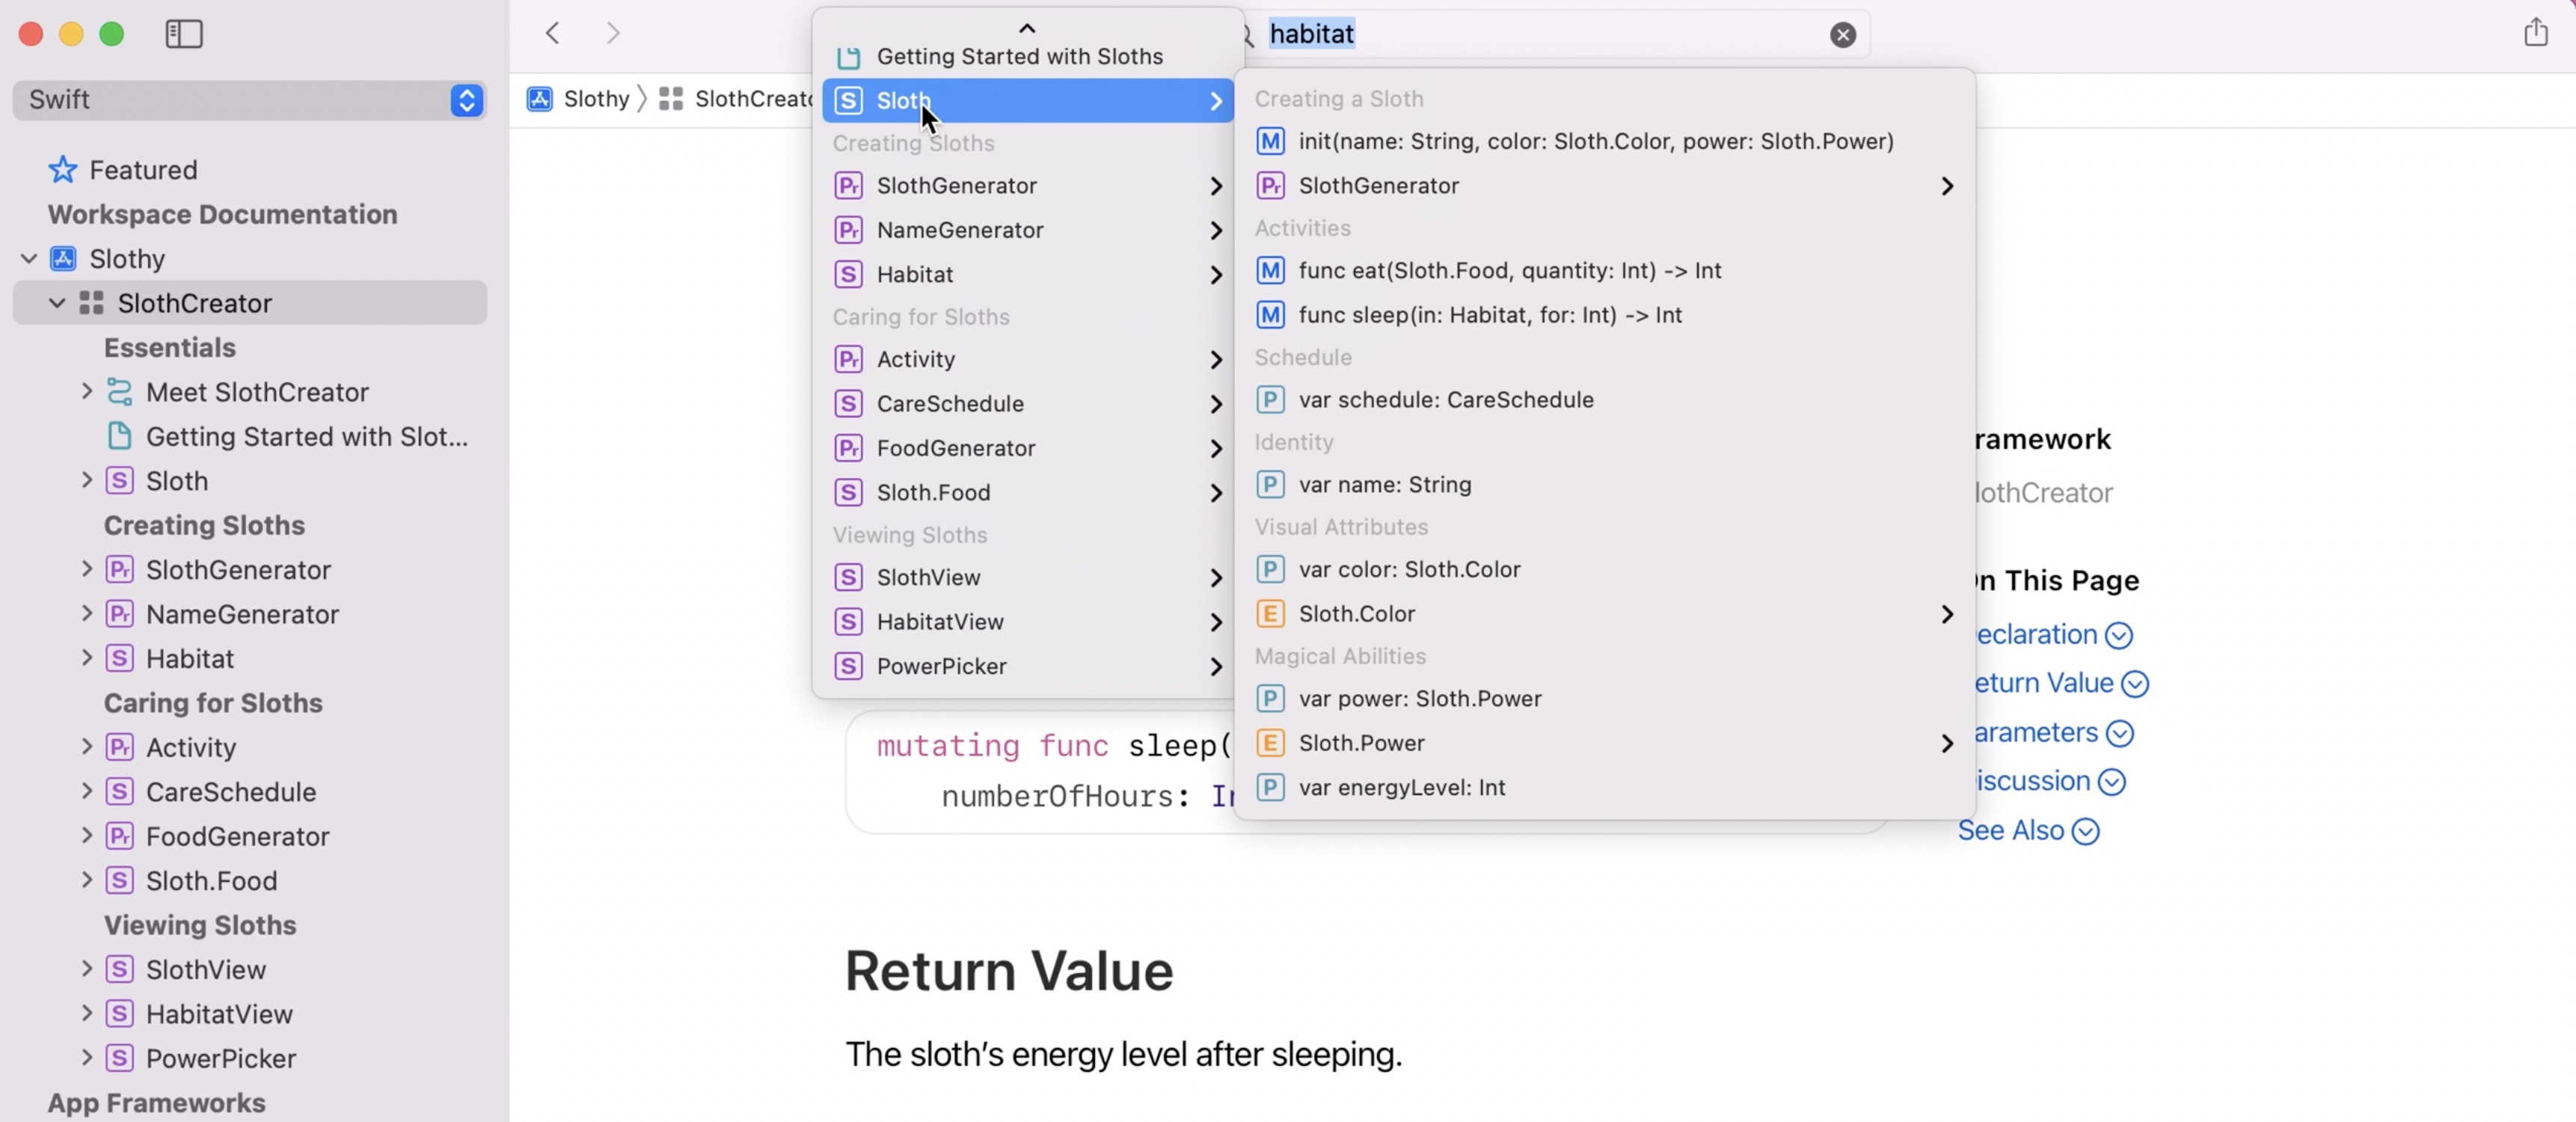 habitat
Swift
Slothy
Featured
Workspace Documentation
Slothy
SlothCreator
Essentials
Meet SlothCreator
Getting Started with Slot...
S Sloth
Creating Sloths
Pr SlothGenerator
Pr NameGenerator
S Habitat
Caring for Sloths
Pr Activity
S CareSchedule
Pr FoodGenerator
S Sloth.Food
Viewing Sloths
S SlothView
S HabitatView
S PowerPicker
App Frameworks
Getting Started with Sloths
S Sloth
Creating Sloths
Pr SlothGenerator
Pr NameGenerator
S Habitat
Caring for Sloths
Pr Activity
S CareSchedule
Pr FoodGenerator
S Sloth.Food
Viewing Sloths
S SlothView
S HabitatView
S PowerPicker
Creating a Sloth
M init(name: String, color: Sloth.Color, power: Sloth.Power)
Pr SlothGenerator
Activities
M func eat(Sloth.Food, quantity: Int) -> Int
M func sleep(in: Habitat, for: Int) -> Int
Schedule
P var schedule: CareSchedule
Identity
P var name: String
Visual Attributes
P var color: Sloth.Color
E Sloth.Color
Magical Abilities
P var power: Sloth.Power
E Sloth.Power
P var energyLevel: Int
mutating func sleep(
numberOfHours:
Return Value
The sloth’s energy level after sleeping.
ramework
lothCreator
n This Page
eclaration
eturn Value
arameters
iscussion
See Also